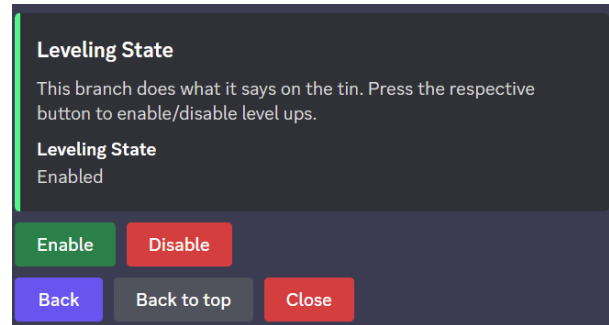 Leveling State
This branch does what it says on the tin. Press the respective
button to enable/disable level ups.
Leveling State
Enabled
Enable Disable
Back Back to top Close